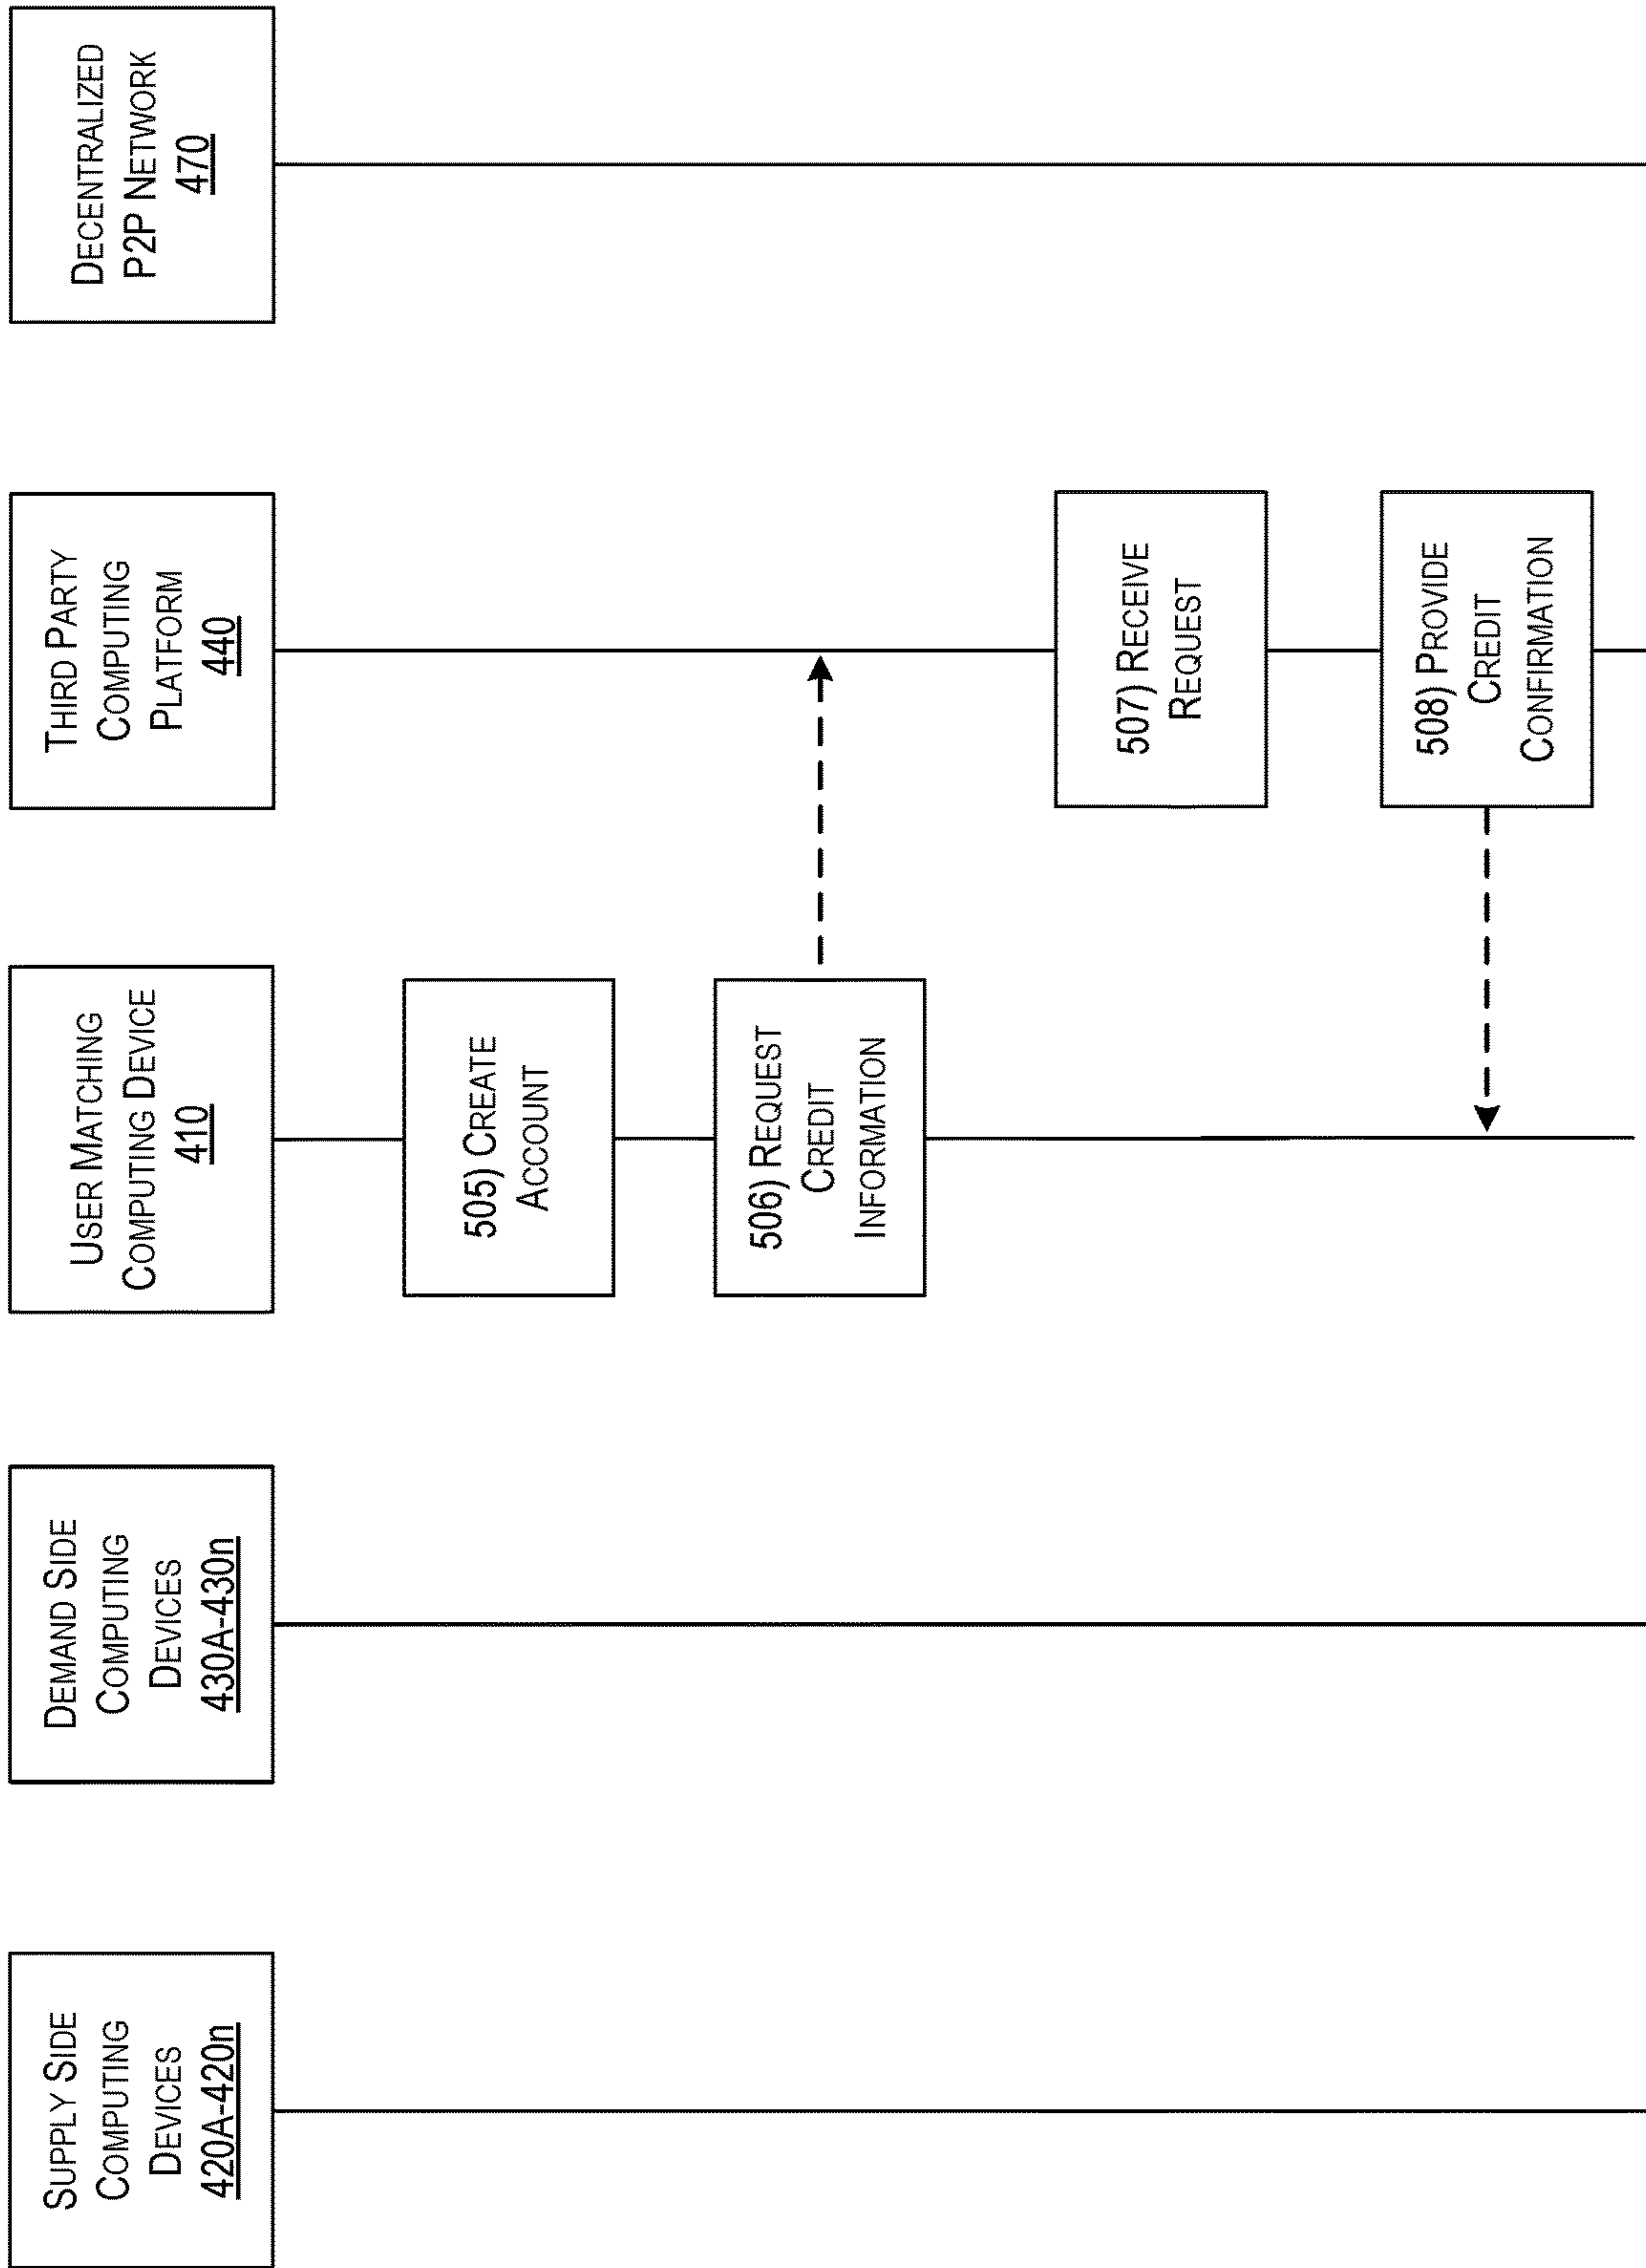 SUPPLY SIDE
COMPUTING
DEVICES
420A-420n
DEMAND SIDE
COMPUTING
DEVICES
430A-430n
USER MATCHING
COMPUTING DEVICE
410
THIRD PARTY
COMPUTING
PLATFORM
440
DECENTRALIZED
P2P NETWORK
470
505) CREATE
ACCOUNT
506) REQUEST
CREDIT
INFORMATION
507) RECEIVE
REQUEST
508) PROVIDE
CREDIT
CONFIRMATION